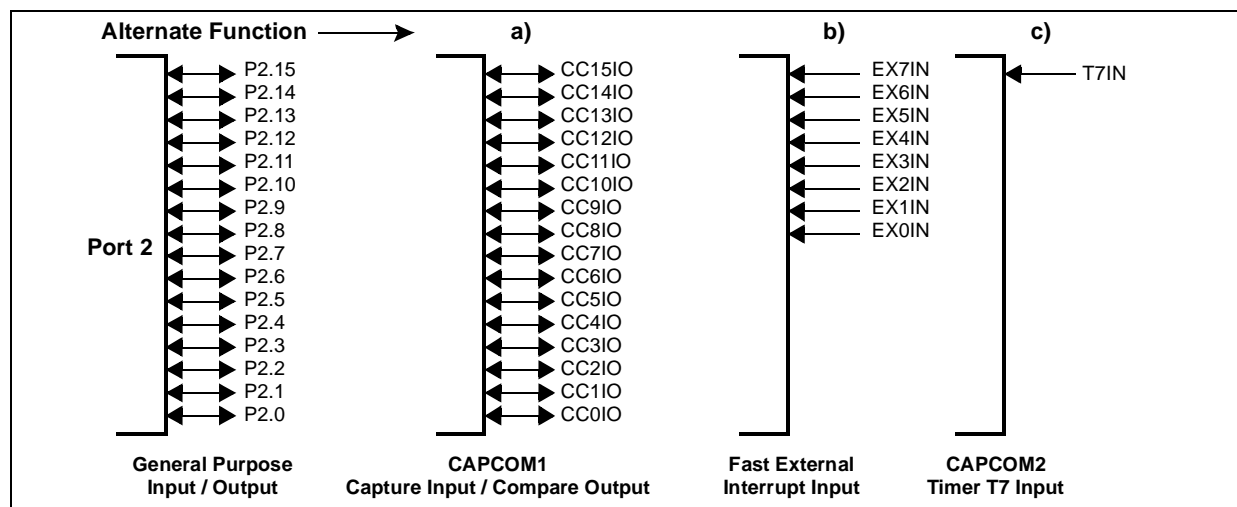 Alternate Function a) b) c)
P2.15 CC15IO EX7IN T7IN
P2.14 CC14IO EX6IN
P2.13 CC13IO EX5IN
P2.12 CC12IO EX4IN
P2.11 CC11IO EX3IN
P2.10 CC10IO EX2IN
P2.9 CC9IO EX1IN
P2.8 CC8IO EX0IN
Port 2
P2.7 CC7IO
P2.6 CC6IO
P2.5 CC5IO
P2.4 CC4IO
P2.3 CC3IO
P2.2 CC2IO
P2.1 CC1IO
P2.0 CC0IO
General Purpose
Input / Output
CAPCOM1
Capture Input / Compare Output
Fast External
Interrupt Input
CAPCOM2
Timer T7 Input